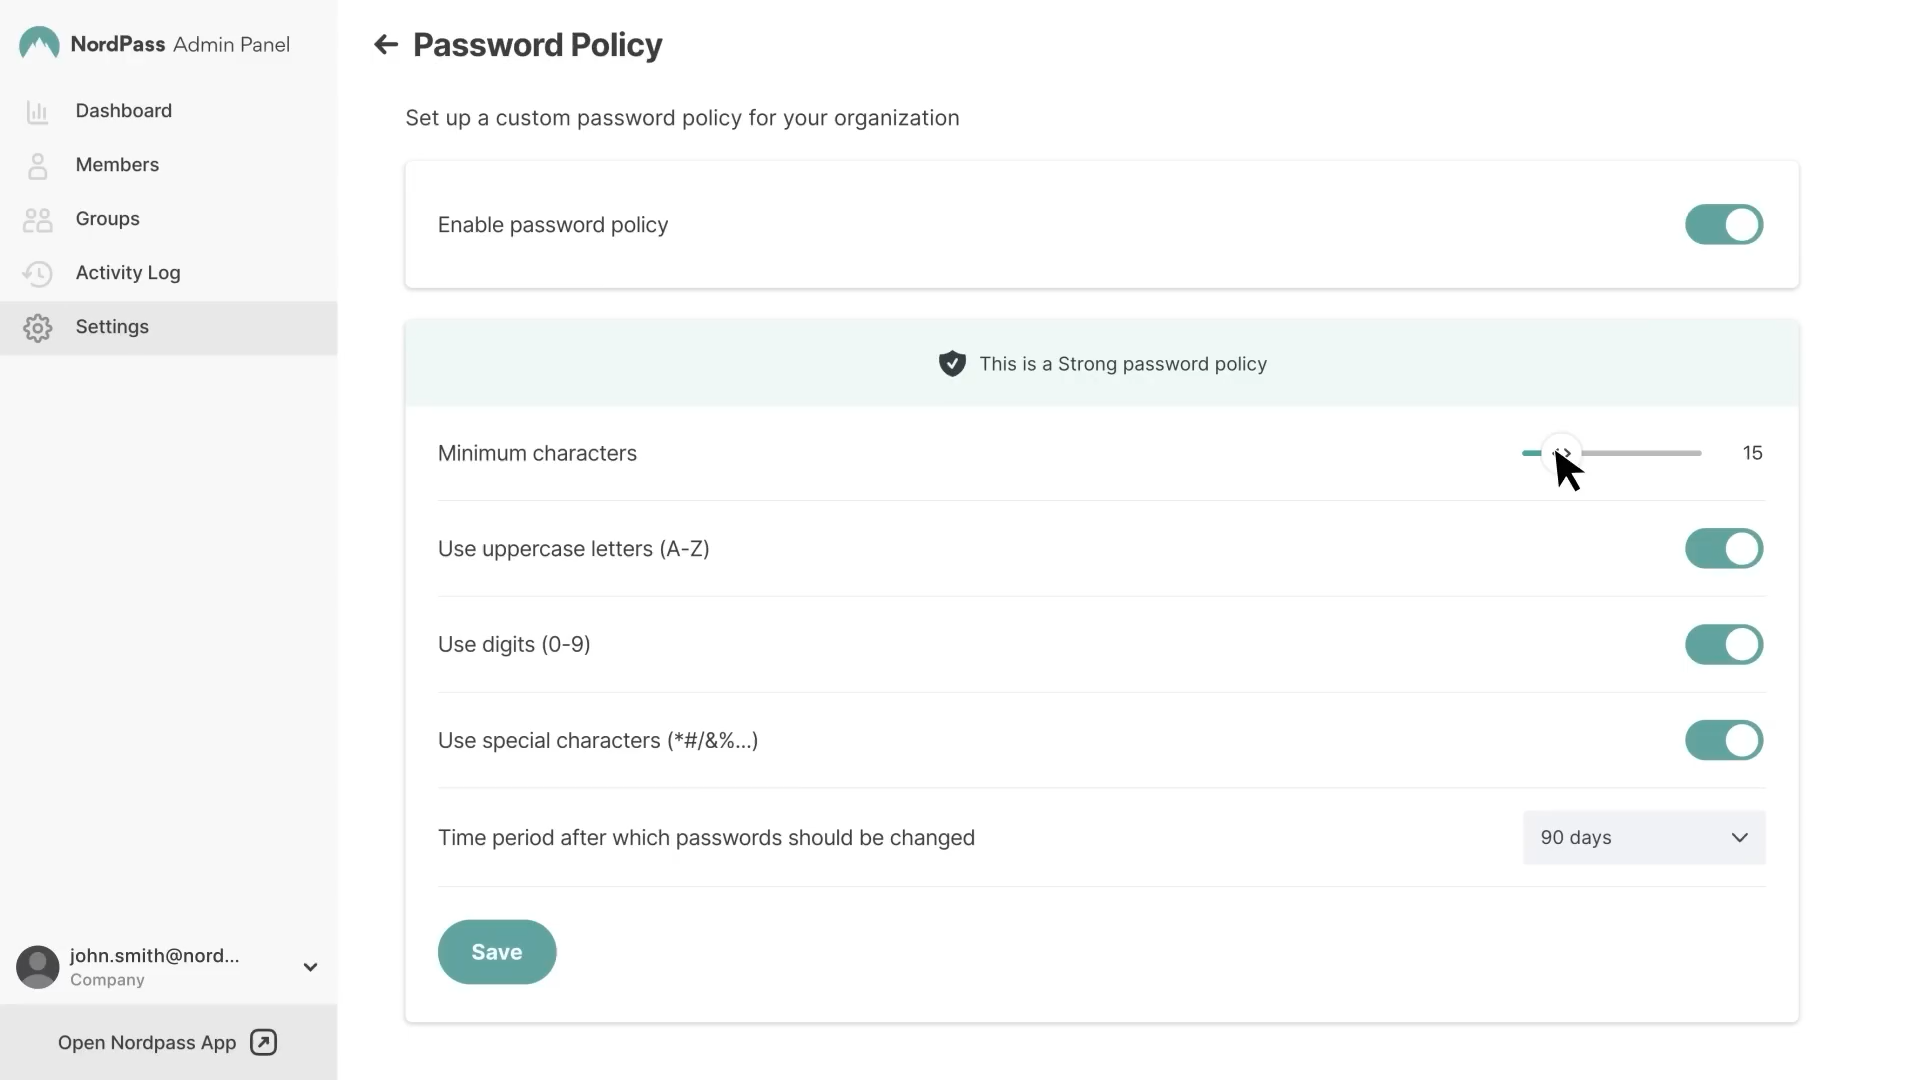 NordPass Admin Panel
Dashboard
Members
Groups
Activity Log
Settings
john.smith@nord...
Company
Open Nordpass App
Password Policy
Set up a custom password policy for your organization
Enable password policy
This is a Strong password policy
Minimum characters 15
Use uppercase letters (A-Z)
Use digits (0-9)
Use special characters (*#/&%...)
Time period after which passwords should be changed 90 days
Save